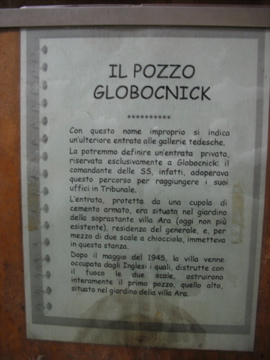 IL POZZO
GLOBOCNICK
**********
Con questo nome improprio si indica
un'ulteriore entrata alle gallerie tedesche.
La potremmo definire un'entrata privata,
riservata esclusivamente a Globocnick: il
comandante delle SS, infatti, adoperava
questo percorso per raggiungere i suoi
uffici in Tribunale.
L'entrata, protetta da una cupola di
cemento armato, era situata nel giardino
della soprastante villa Ara (oggi non più
esistente), residenza del generale, e, per
mezzo di due scale a chiocciola, immetteva
in questa stanza.
Dopo il maggio del 1945, la villa venne
occupata dagli Inglesi i quali, distrutte con
il fuoco le due scale, ostruirono
interamente il primo pozzo, quello alto,
situato nel giardino della villa Ara.